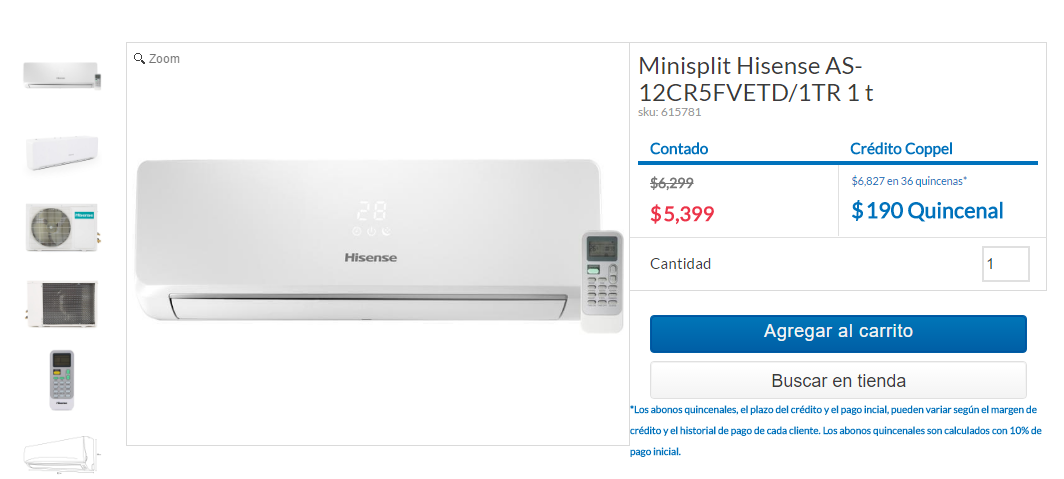 Zoom
28
Hisense
Minisplit Hisense AS-
12CR5FVETD/1TR 1 t
sku: 615781
Contado
Crédito Coppel
$6,299
$6,827 en 36 quincenas*
$5,399
$190 Quincenal
Cantidad
1
Agregar al carrito
Buscar en tienda
*Los abonos quincenales, el plazo del crédito y el pago incial, pueden variar según el margen de
crédito y el historial de pago de cada cliente. Los abonos quincenales son calculados con 10% de
pago inicial.
Hisense
Hisense
Hisense